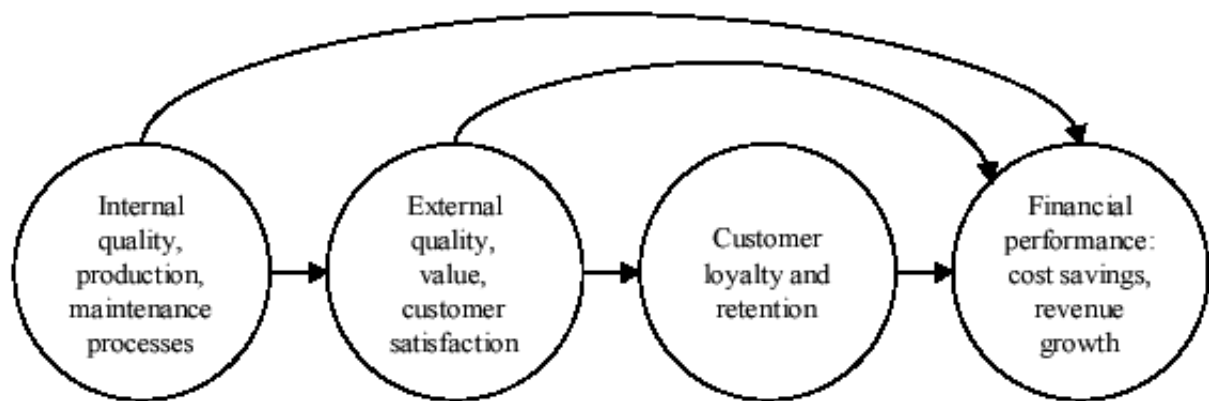 Internal
quality,
production,
maintenance
processes
External
quality,
value,
customer
satisfaction
Customer
loyalty and
retention
Financial
performance:
cost savings,
revenue
growth